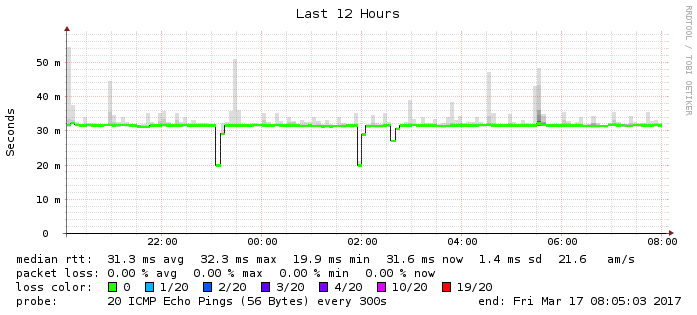 Last 12 Hours
RRDTOOL / TOBI OETIKER
Seconds
50 m
40 m
30 m
20 m
10 m
0
22:00 00:00 02:00 04:00 06:00 08:00
median rtt: 31.3 ms avg 32.3 ms max 19.9 ms min 31.6 ms now 1.4 ms sd 21.6 am/s
packet loss: 0.00 % avg 0.00 % max 0.00 % min 0.00 % now
loss color: 0 1/20 2/20 3/20 4/20 10/20 19/20
probe: 20 ICMP Echo Pings (56 Bytes) every 300s end: Fri Mar 17 08:05:03 2017